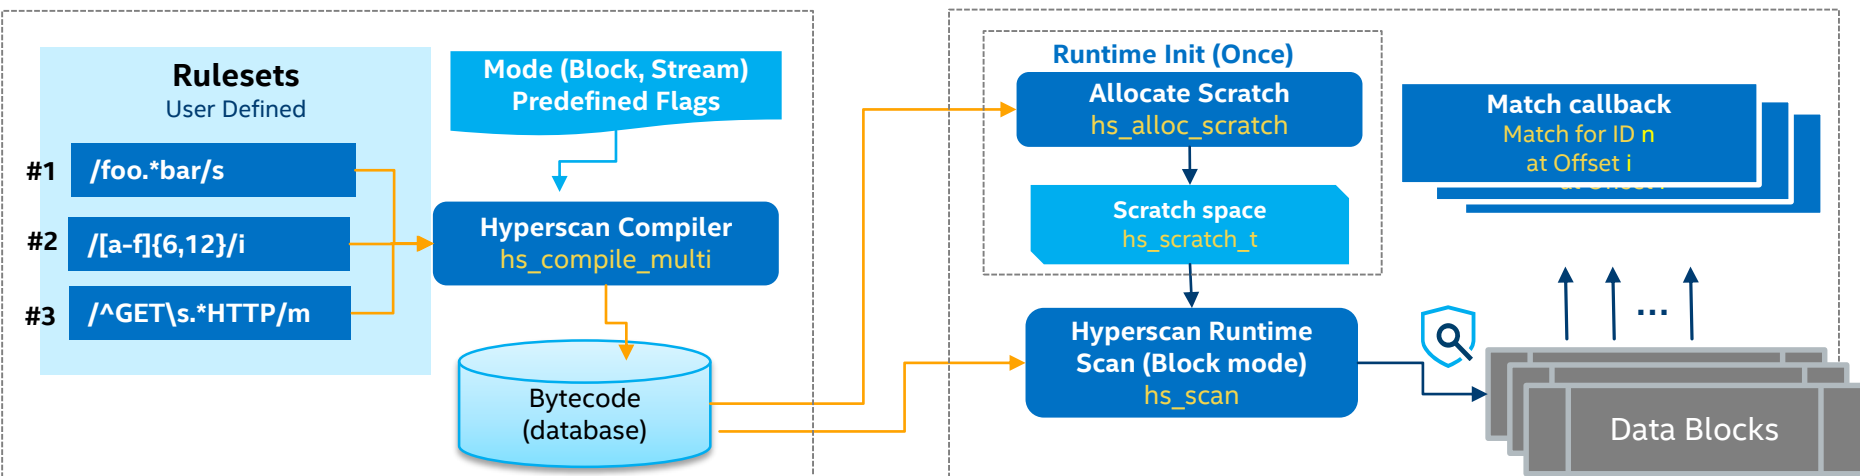 Rulesets
User Defined
#1
/foo.*bar/s
#2
/[a-f]{6,12}/i
#3
/^GET\s.*HTTP/m
Mode (Block, Stream)
Predefined Flags
Hyperscan Compiler
hs_compile_multi
Bytecode
(database)
Runtime Init (Once)
Allocate Scratch
hs_alloc_scratch
Scratch space
hs_scratch_t
Hyperscan Runtime
Scan (Block mode)
hs_scan
Match callback
Match for ID n
at Offset i
...
Data Blocks